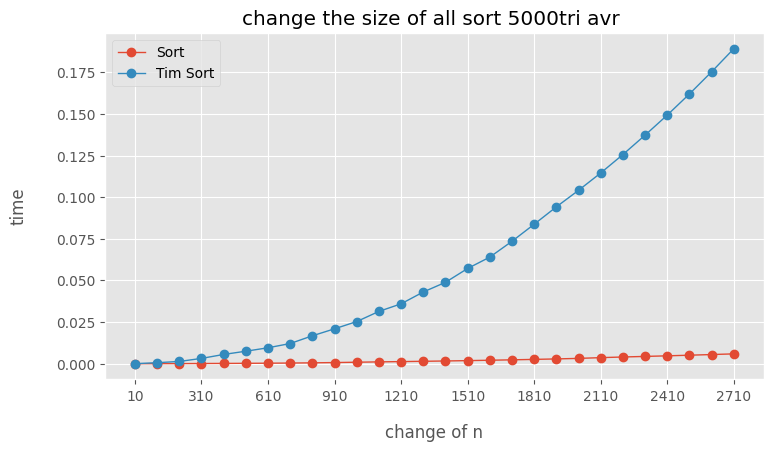 change the size of all sort 5000tri avr
Sort
Tim Sort
0.175
0.150
0.125
0.100
0.075
0.050
0.025
0.000
time
10 310 610 910 1210 1510 1810 2110 2410 2710
change of n